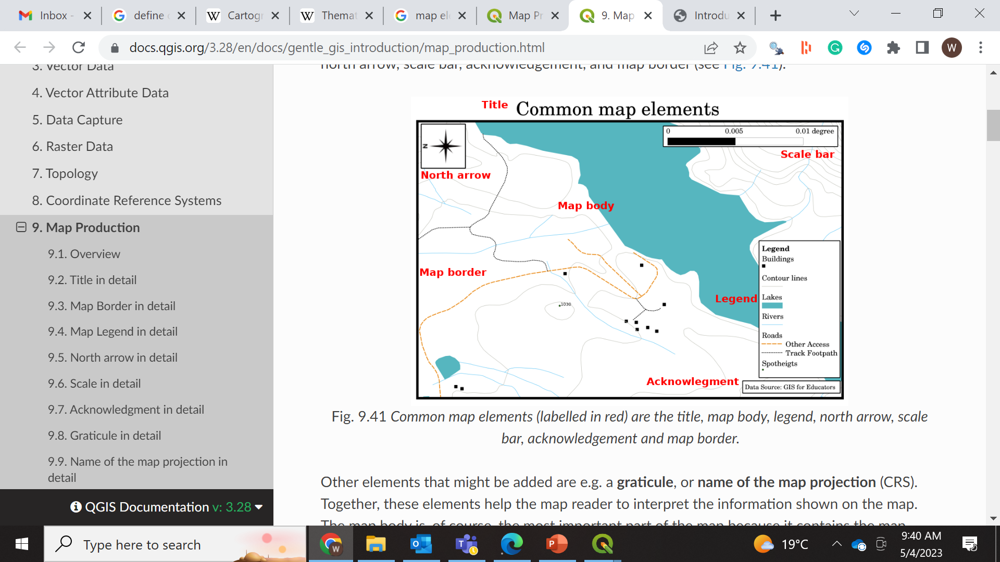 Inbox -
define
Cartogr
Themat
map el
Map Pr
9. Map
Introdu
docs.qgis.org/3.28/en/docs/gentle_gis_introduction/map_production.html
W
3. Vector Data
4. Vector Attribute Data
5. Data Capture
6. Raster Data
7. Topology
8. Coordinate Reference Systems
9. Map Production
9.1. Overview
9.2. Title in detail
9.3. Map Border in detail
9.4. Map Legend in detail
9.5. North arrow in detail
9.6. Scale in detail
9.7. Acknowledgment in detail
9.8. Graticule in detail
9.9. Name of the map projection in
detail
QGIS Documentation v: 3.28
north arrow, scale bar, acknowledgement, and map border (see Fig. 9.41).
Title Common map elements
N
North arrow
0 0.005 0.01 degree
Scale bar
Map body
Map border
1030
Legend
Legend
Buildings
Contour lines
Lakes
Rivers
Roads
Other Access
Track Footpath
Spotheigts
Acknowlegment
Data Source: GIS for Educators
Fig. 9.41 Common map elements (labelled in red) are the title, map body, legend, north arrow, scale
bar, acknowledgement and map border.
Other elements that might be added are e.g. a graticule, or name of the map projection (CRS).
Together, these elements help the map reader to interpret the information shown on the map.
The map body is, of course, the most important part of the map because it contains the map
Type here to search
19°C
9:40 AM
5/4/2023